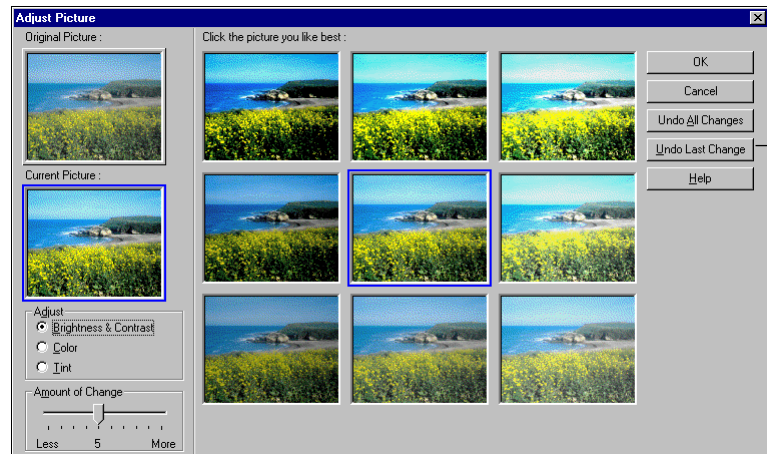 Adjust Picture
Original Picture :
Click the picture you like best :
OK
Cancel
Undo All Changes
Undo Last Change
Help
Current Picture :
Adjust
Brightness & Contrast
Color
Tint
Amount of Change
Less 5 More